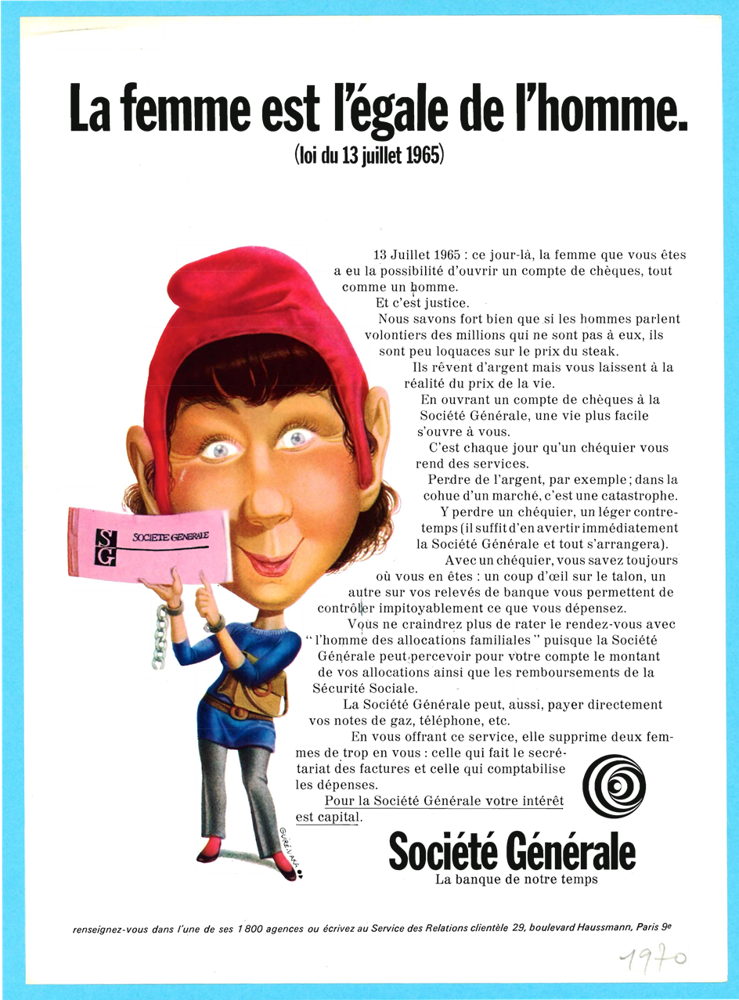 La femme est l'égale de l'homme.
(loi du 13 juillet 1965)
13 Juillet 1965 : ce jour-là, la femme que vous êtes
a eu la possibilité d'ouvrir un compte de chèques, tout
comme un homme.
Et c'est justice.
Nous savons fort bien que si les hommes parlent
volontiers des millions qui ne sont pas à eux, ils
sont peu loquaces sur le prix du steak.
Ils rêvent d'argent mais vous laissent à la
réalité du prix de la vie.
En ouvrant un compte de chèques à la
Société Générale, une vie plus facile
s'ouvre à vous.
C'est chaque jour qu'un chéquier vous
rend des services.
Perdre de l'argent, par exemple ; dans la
cohue d'un marché, c'est une catastrophe.
Y perdre un chéquier, un léger contre-
temps (il suffit d'en avertir immédiatement
la Société Générale et tout s'arrangera).
Avec un chéquier, vous savez toujours
où vous en êtes : un coup d'œil sur le talon, un
autre sur vos relevés de banque vous permettent de
contrôler impitoyablement ce que vous dépensez.
Vous ne craindrez plus de rater le rendez-vous avec
“ l'homme des allocations familiales ” puisque la Société
Générale peut percevoir pour votre compte le montant
de vos allocations ainsi que les remboursements de la
Sécurité Sociale.
La Société Générale peut, aussi, payer directement
vos notes de gaz, téléphone, etc.
En vous offrant ce service, elle supprime deux fem-
mes de trop en vous : celle qui fait le secré-
tariat des factures et celle qui comptabilise
les dépenses.
Pour la Société Générale votre intérêt
est capital.
SG
SOCIETE GENERALE
GUIRÉ-VAKA
Société Générale
La banque de notre temps
renseignez-vous dans l'une de ses 1 800 agences ou écrivez au Service des Relations clientèle 29, boulevard Haussmann, Paris 9e
1970